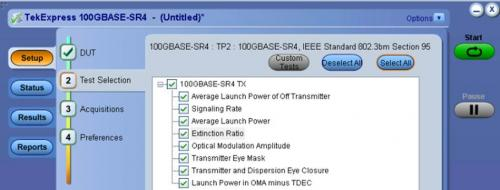 TekExpress 100GBASE-SR4 - (Untitled)*
Options
Setup
Status
Results
Reports
DUT
2 Test Selection
3 Acquisitions
4 Preferences
100GBASE-SR4 : TP2 : 100GBASE-SR4, IEEE Standard 802.3bm Section 95
Custom Tests
Deselect All
Select All
100GBASE-SR4 TX
Average Launch Power of Off Transmitter
Signaling Rate
Average Launch Power
Extinction Ratio
Optical Modulation Amplitude
Transmitter Eye Mask
Transmitter and Dispersion Eye Closure
Launch Power in OMA minus TDEC
Start
Pause